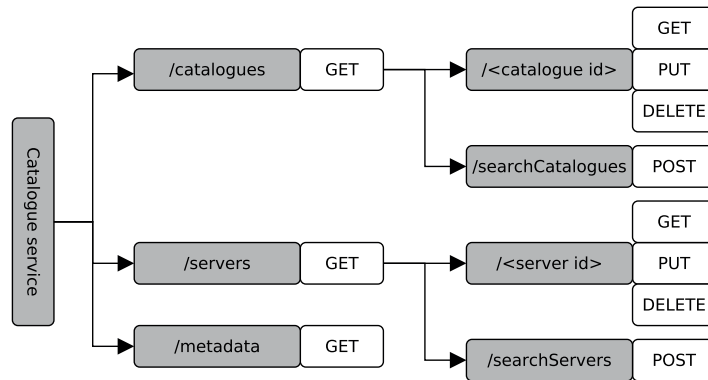 Catalogue service
/catalogues GET
/<catalogue id> GET PUT DELETE
/searchCatalogues POST
/servers GET
/<server id> GET PUT DELETE
/searchServers POST
/metadata GET